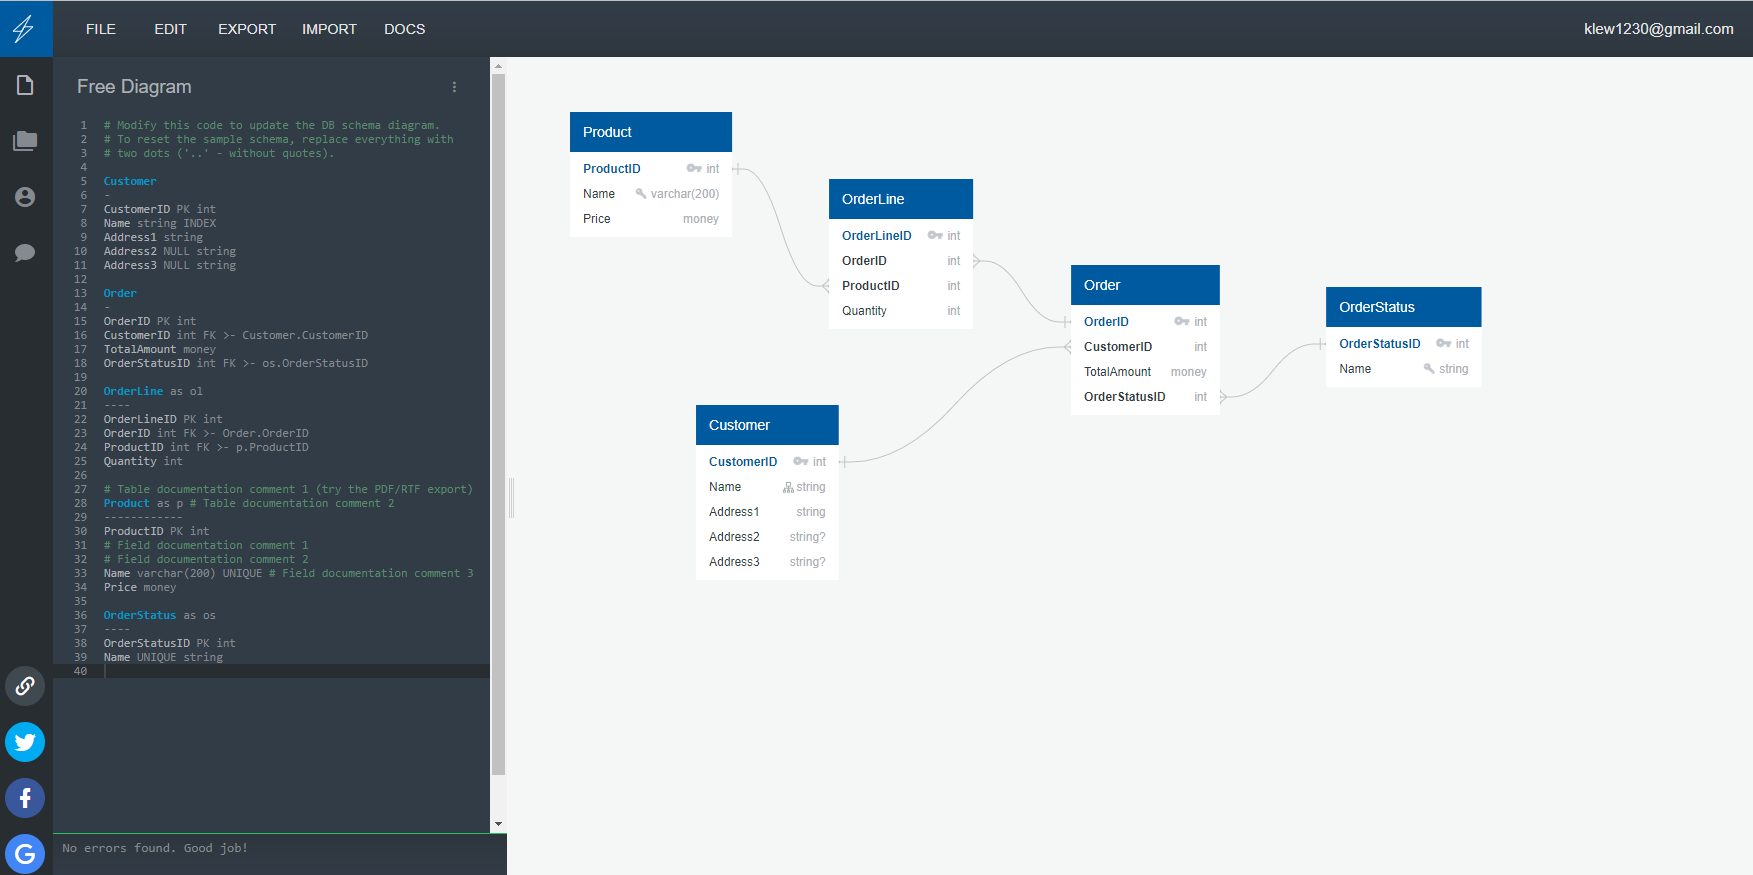 FILE EDIT EXPORT IMPORT DOCS klew1230@gmail.com
Free Diagram
1 # Modify this code to update the DB schema diagram.
2 # To reset the sample schema, replace everything with
3 # two dots ('..' - without quotes).
4
5 Customer
6 -
7 CustomerID PK int
8 Name string INDEX
9 Address1 string
10 Address2 NULL string
11 Address3 NULL string
12
13 Order
14 -
15 OrderID PK int
16 CustomerID int FK >- Customer.CustomerID
17 TotalAmount money
18 OrderStatusID int FK >- os.OrderStatusID
19
20 OrderLine as ol
21 ----
22 OrderLineID PK int
23 OrderID int FK >- Order.OrderID
24 ProductID int FK >- p.ProductID
25 Quantity int
26
27 # Table documentation comment 1 (try the PDF/RTF export)
28 Product as p # Table documentation comment 2
29 ------------
30 ProductID PK int
31 # Field documentation comment 1
32 # Field documentation comment 2
33 Name varchar(200) UNIQUE # Field documentation comment 3
34 Price money
35
36 OrderStatus as os
37 ----
38 OrderStatusID PK int
39 Name UNIQUE string
40
No errors found. Good job!
Product
ProductID int
Name varchar(200)
Price money
OrderLine
OrderLineID int
OrderID int
ProductID int
Quantity int
Order
OrderID int
CustomerID int
TotalAmount money
OrderStatusID int
OrderStatus
OrderStatusID int
Name string
Customer
CustomerID int
Name string
Address1 string
Address2 string?
Address3 string?